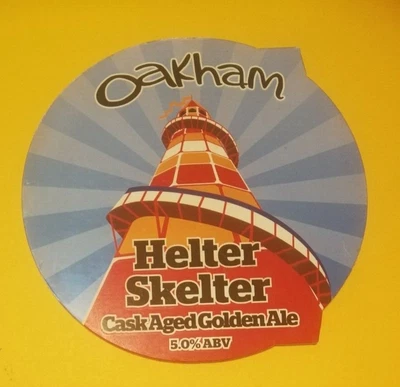 Oakham
Helter
Skelter
Cask Aged Golden Ale
5.0% ABV